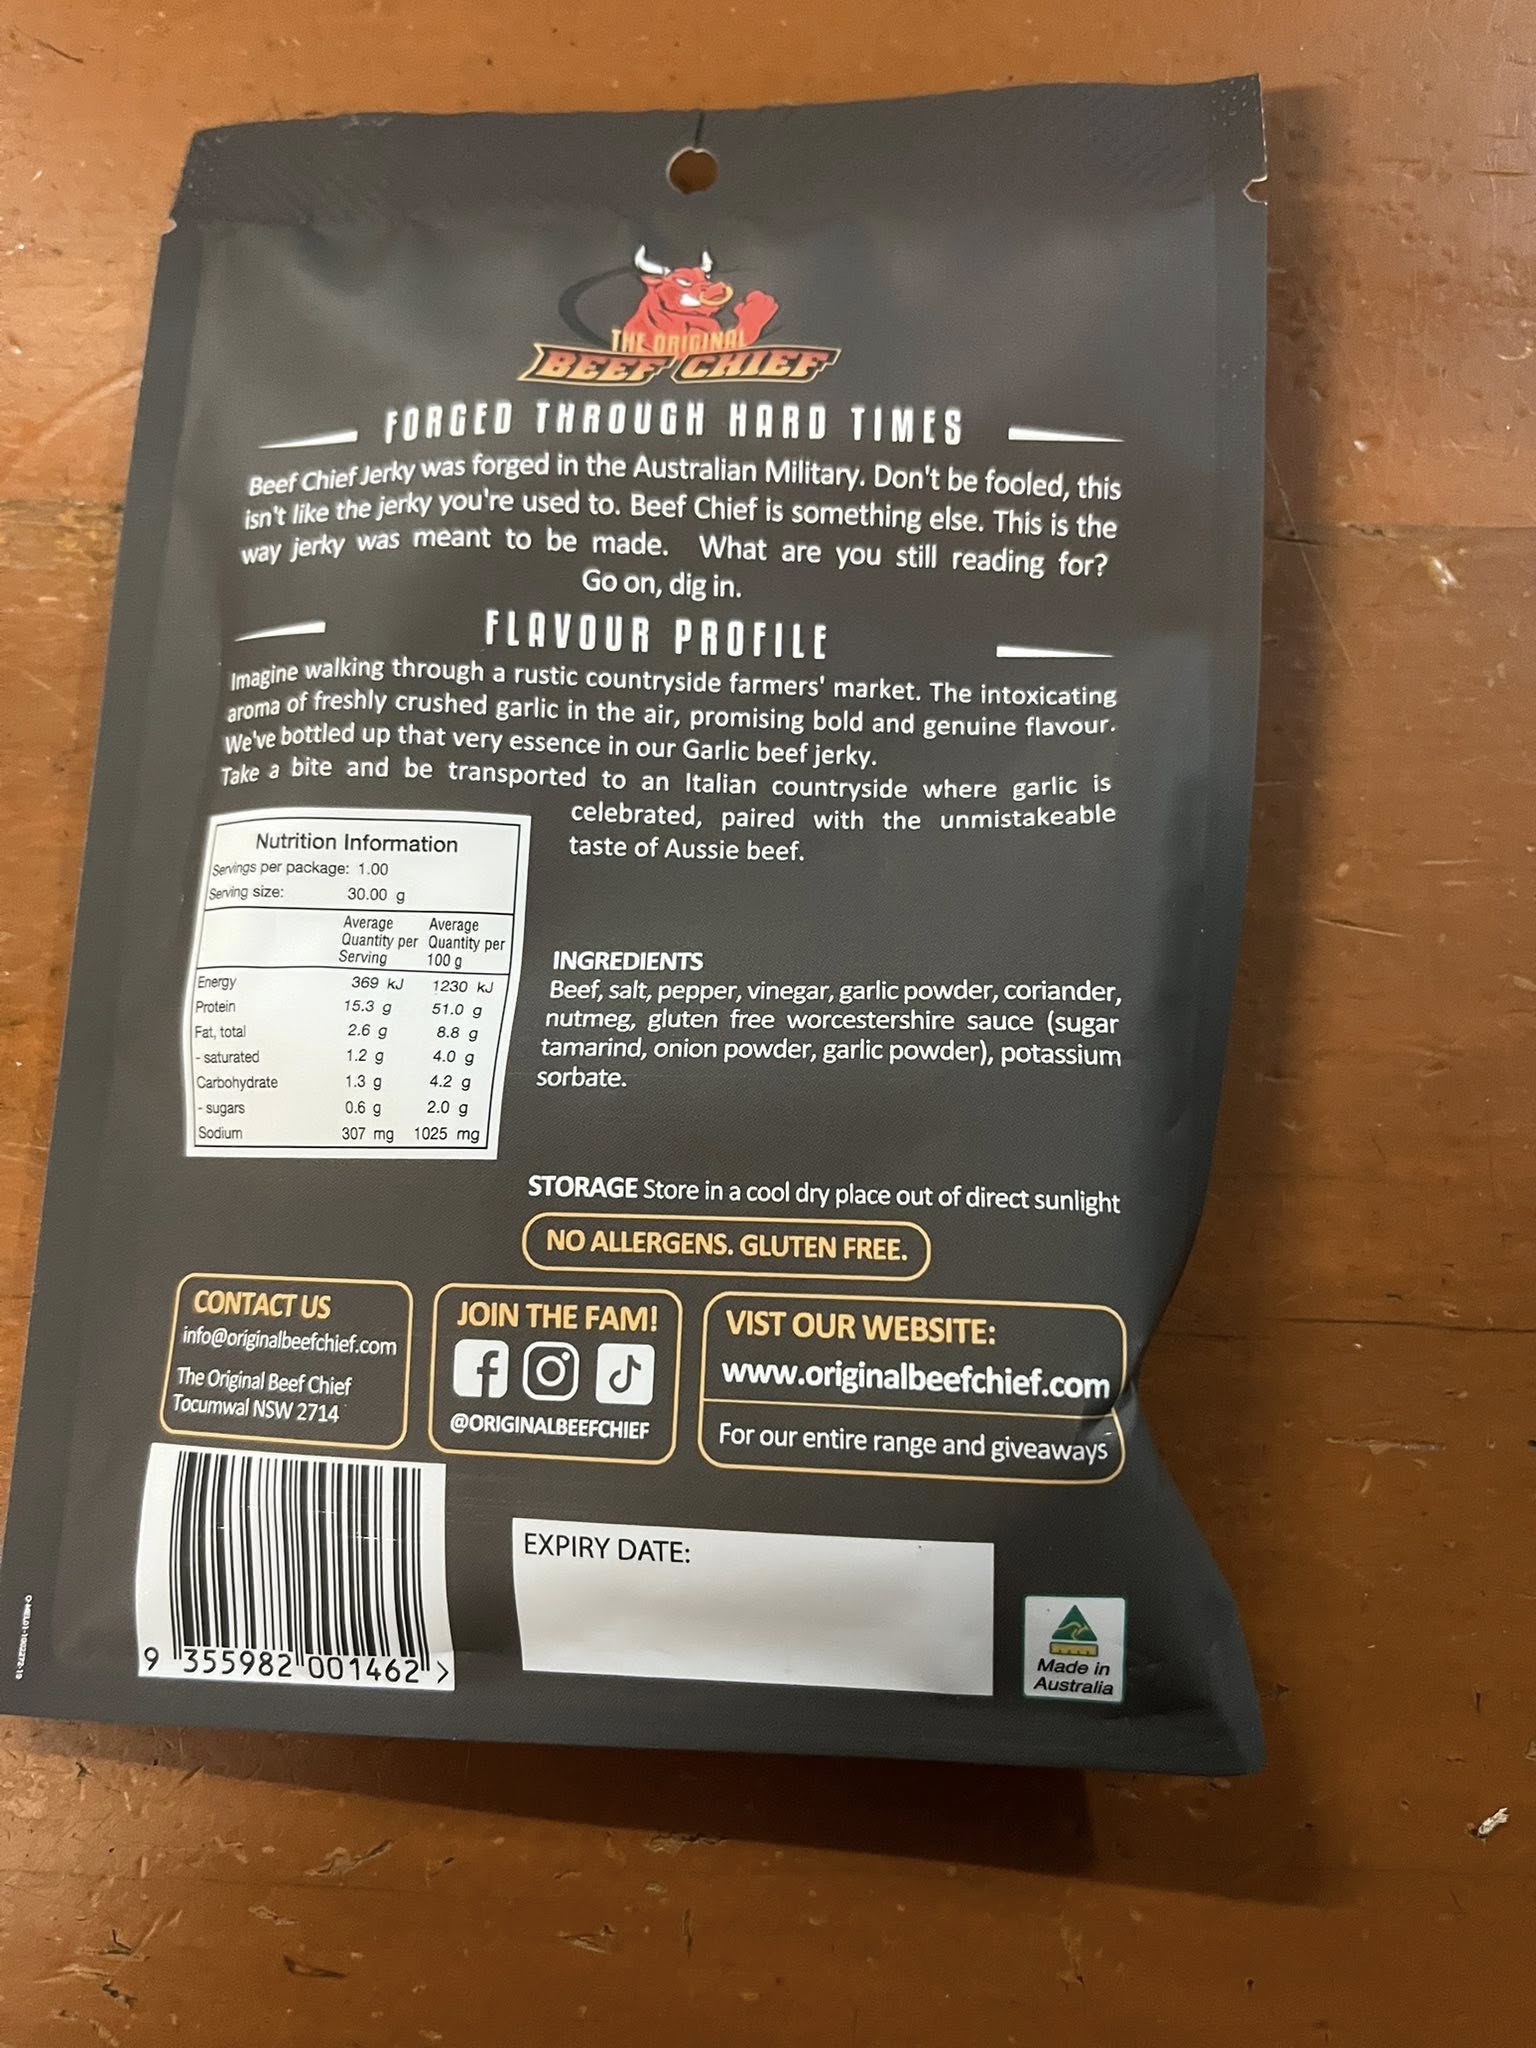 THE ORIGINAL
BEEF CHIEF
FORGED THROUGH HARD TIMES
Beef Chief Jerky was forged in the Australian Military. Don't be fooled, this
isn't like the jerky you're used to. Beef Chief is something else. This is the
way jerky was meant to be made. What are you still reading for?
Go on, dig in.
FLAVOUR PROFILE
Imagine walking through a rustic countryside farmers' market. The intoxicating
aroma of freshly crushed garlic in the air, promising bold and genuine flavour.
We've bottled up that very essence in our Garlic beef jerky.
Take a bite and be transported to an Italian countryside where garlic is
celebrated, paired with the unmistakeable
taste of Aussie beef.
Nutrition Information
Servings per package: 1.00
Serving size: 30.00 g
Average Average
Quantity per Quantity per
Serving 100 g
Energy 369 kJ 1230 kJ
Protein 15.3 g 51.0 g
Fat, total 2.6 g 8.8 g
- saturated 1.2 g 4.0 g
Carbohydrate 1.3 g 4.2 g
- sugars 0.6 g 2.0 g
Sodium 307 mg 1025 mg
INGREDIENTS
Beef, salt, pepper, vinegar, garlic powder, coriander,
nutmeg, gluten free worcestershire sauce (sugar
tamarind, onion powder, garlic powder), potassium
sorbate.
STORAGE Store in a cool dry place out of direct sunlight
NO ALLERGENS. GLUTEN FREE.
CONTACT US
info@originalbeefchief.com
The Original Beef Chief
Tocumwal NSW 2714
JOIN THE FAM!
@ORIGINALBEEFCHIEF
VIST OUR WEBSITE:
www.originalbeefchief.com
For our entire range and giveaways
9 355982 001462 >
EXPIRY DATE:
Made in
Australia